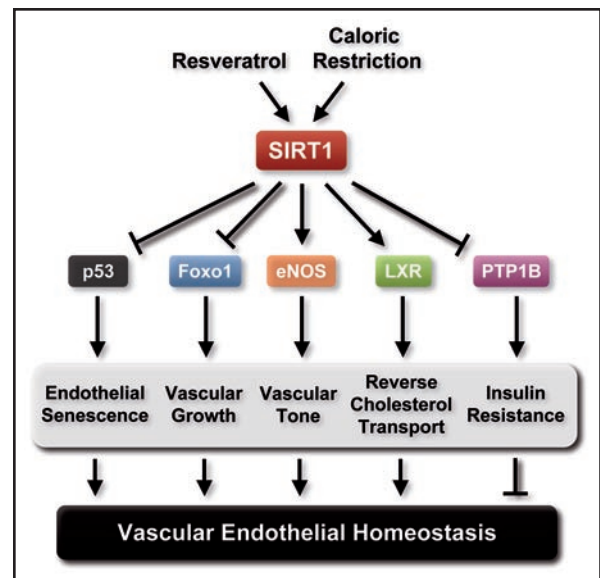 Resveratrol
Caloric
Restriction
SIRT1
p53 Foxo1 eNOS LXR PTP1B
Endothelial
Senescence
Vascular
Growth
Vascular
Tone
Reverse
Cholesterol
Transport
Insulin
Resistance
Vascular Endothelial Homeostasis